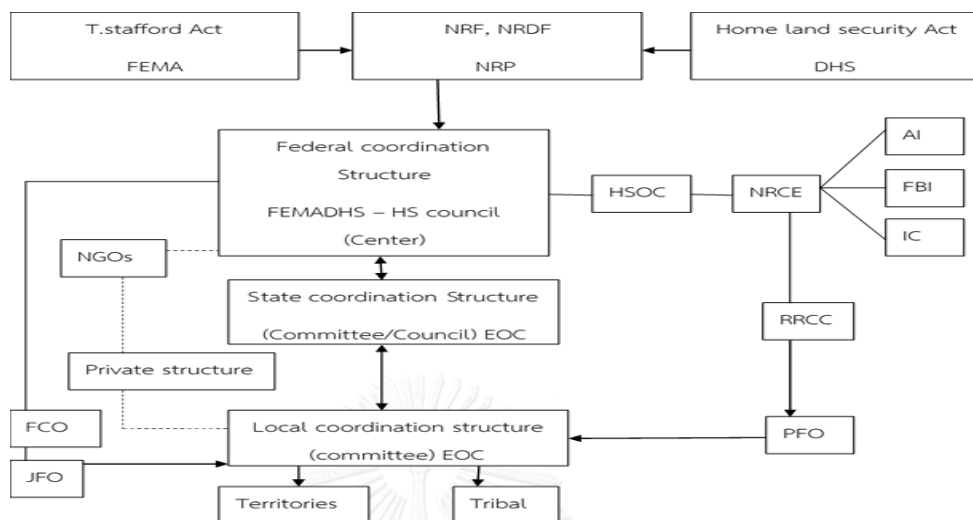 T.stafford Act
FEMA
NRF, NRDF
NRP
Home land security Act
DHS
Federal coordination
Structure
FEMADHS – HS council
(Center)
HSOC
NRCE
AI
FBI
IC
NGOs
State coordination Structure
(Committee/Council) EOC
RRCC
Private structure
FCO
JFO
Local coordination structure
(committee) EOC
PFO
Territories
Tribal